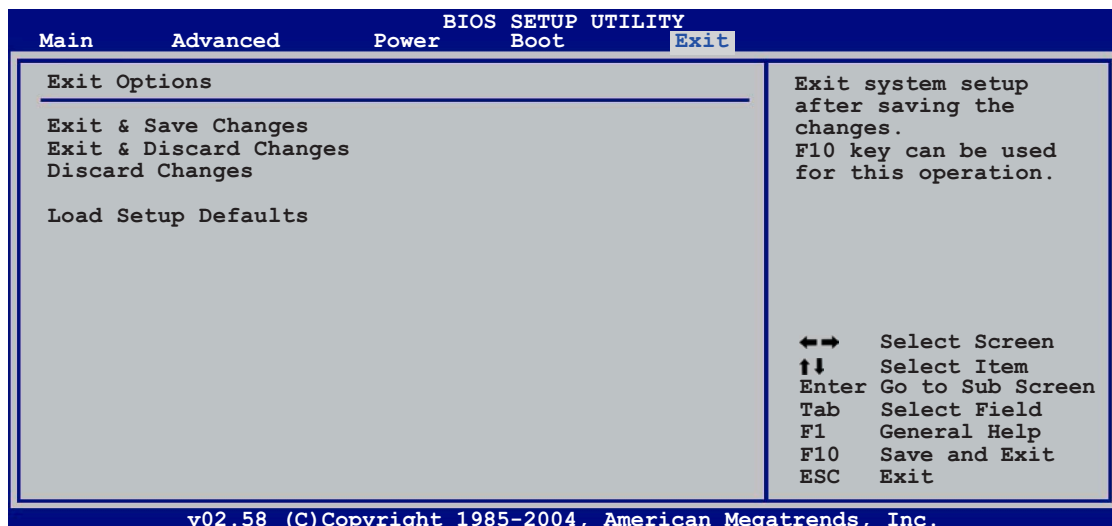 BIOS SETUP UTILITY
Main Advanced Power Boot Exit
Exit Options
Exit & Save Changes
Exit & Discard Changes
Discard Changes
Load Setup Defaults
Exit system setup
after saving the
changes.
F10 key can be used
for this operation.
←→ Select Screen
↑↓ Select Item
Enter Go to Sub Screen
Tab Select Field
F1 General Help
F10 Save and Exit
ESC Exit
v02.58 (C)Copyright 1985-2004, American Megatrends, Inc.